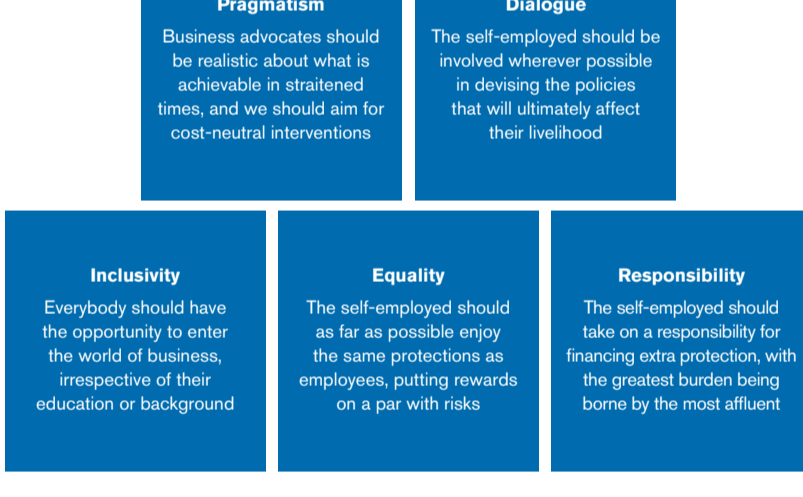 Pragmatism
Business advocates should
be realistic about what is
achievable in straitened
times, and we should aim for
cost-neutral interventions
Dialogue
The self-employed should be
involved wherever possible
in devising the policies
that will ultimately affect
their livelihood
Inclusivity
Everybody should have
the opportunity to enter
the world of business,
irrespective of their
education or background
Equality
The self-employed should
as far as possible enjoy
the same protections as
employees, putting rewards
on a par with risks
Responsibility
The self-employed should
take on a responsibility for
financing extra protection, with
the greatest burden being
borne by the most affluent